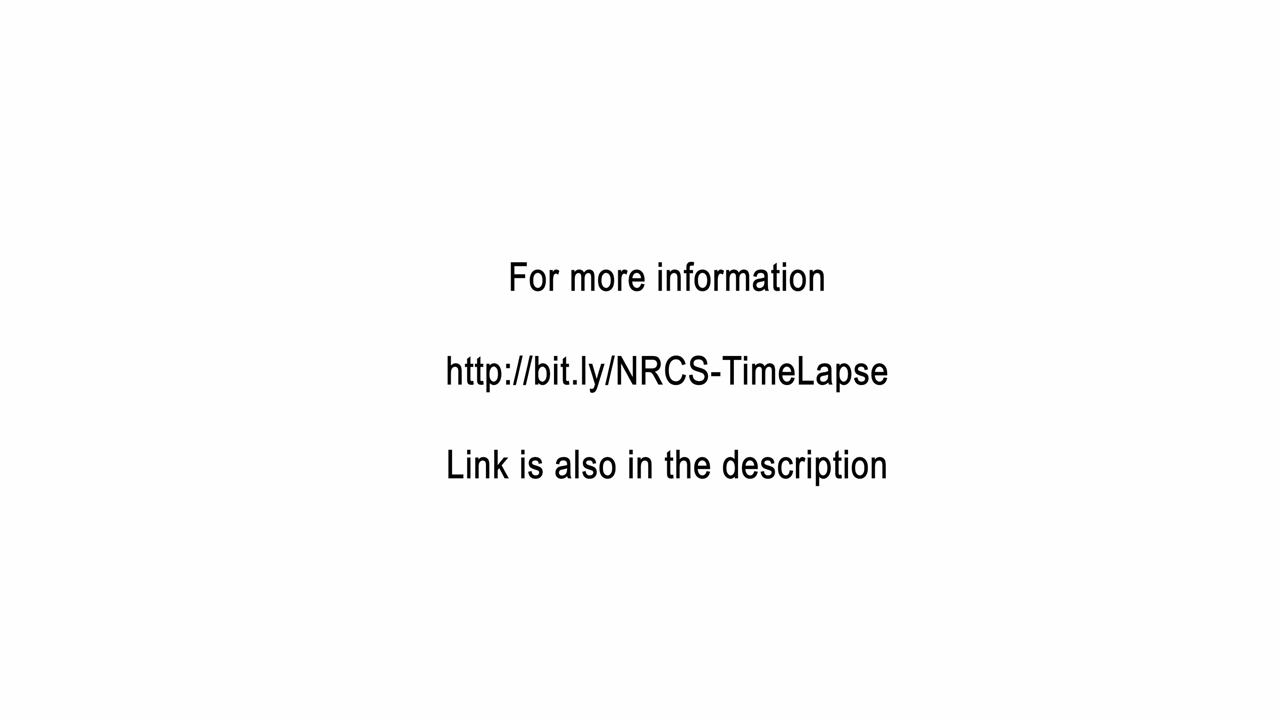 For more information
http://bit.ly/NRCS-TimeLapse
Link is also in the description